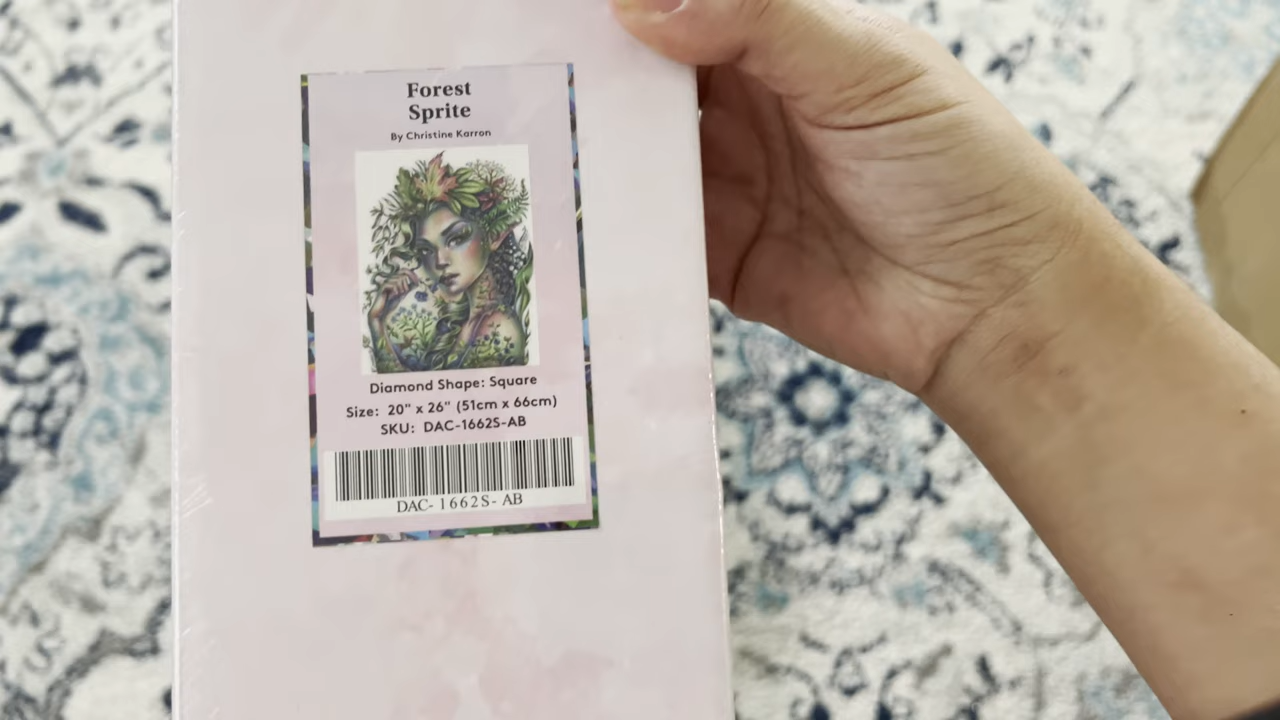 Forest
Sprite
By Christine Karron
Diamond Shape: Square
Size: 20" x 26" (51cm x 66cm)
SKU: DAC-1662S-AB
DAC- 1662S- AB